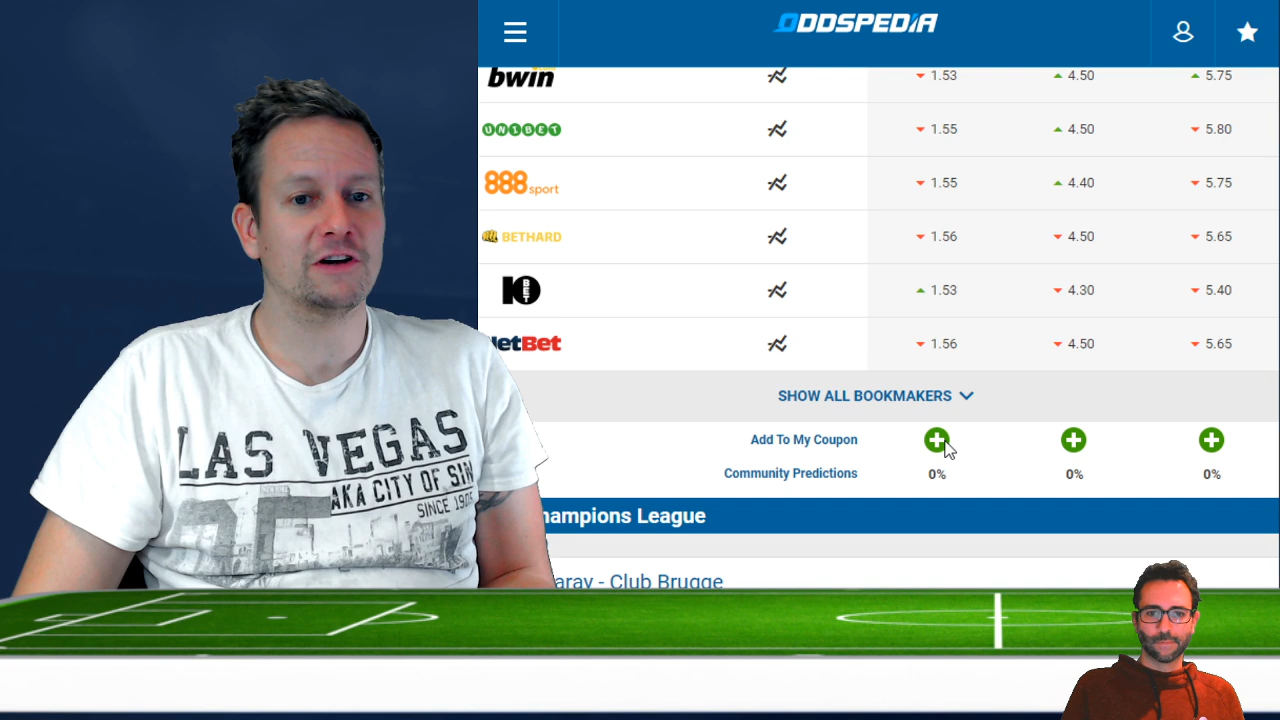 ODDSPEDIA
bwin 1.53 4.50 5.75
UNIBET 1.55 4.50 5.80
888sport 1.55 4.40 5.75
BETHARD 1.56 4.50 5.65
10 BET 1.53 4.30 5.40
etBet 1.56 4.50 5.65
SHOW ALL BOOKMAKERS
Add To My Coupon
Community Predictions 0% 0% 0%
hampions League
aray - Club Brugge
LAS VEGAS
AKA CITY OF SIN
SINCE 190